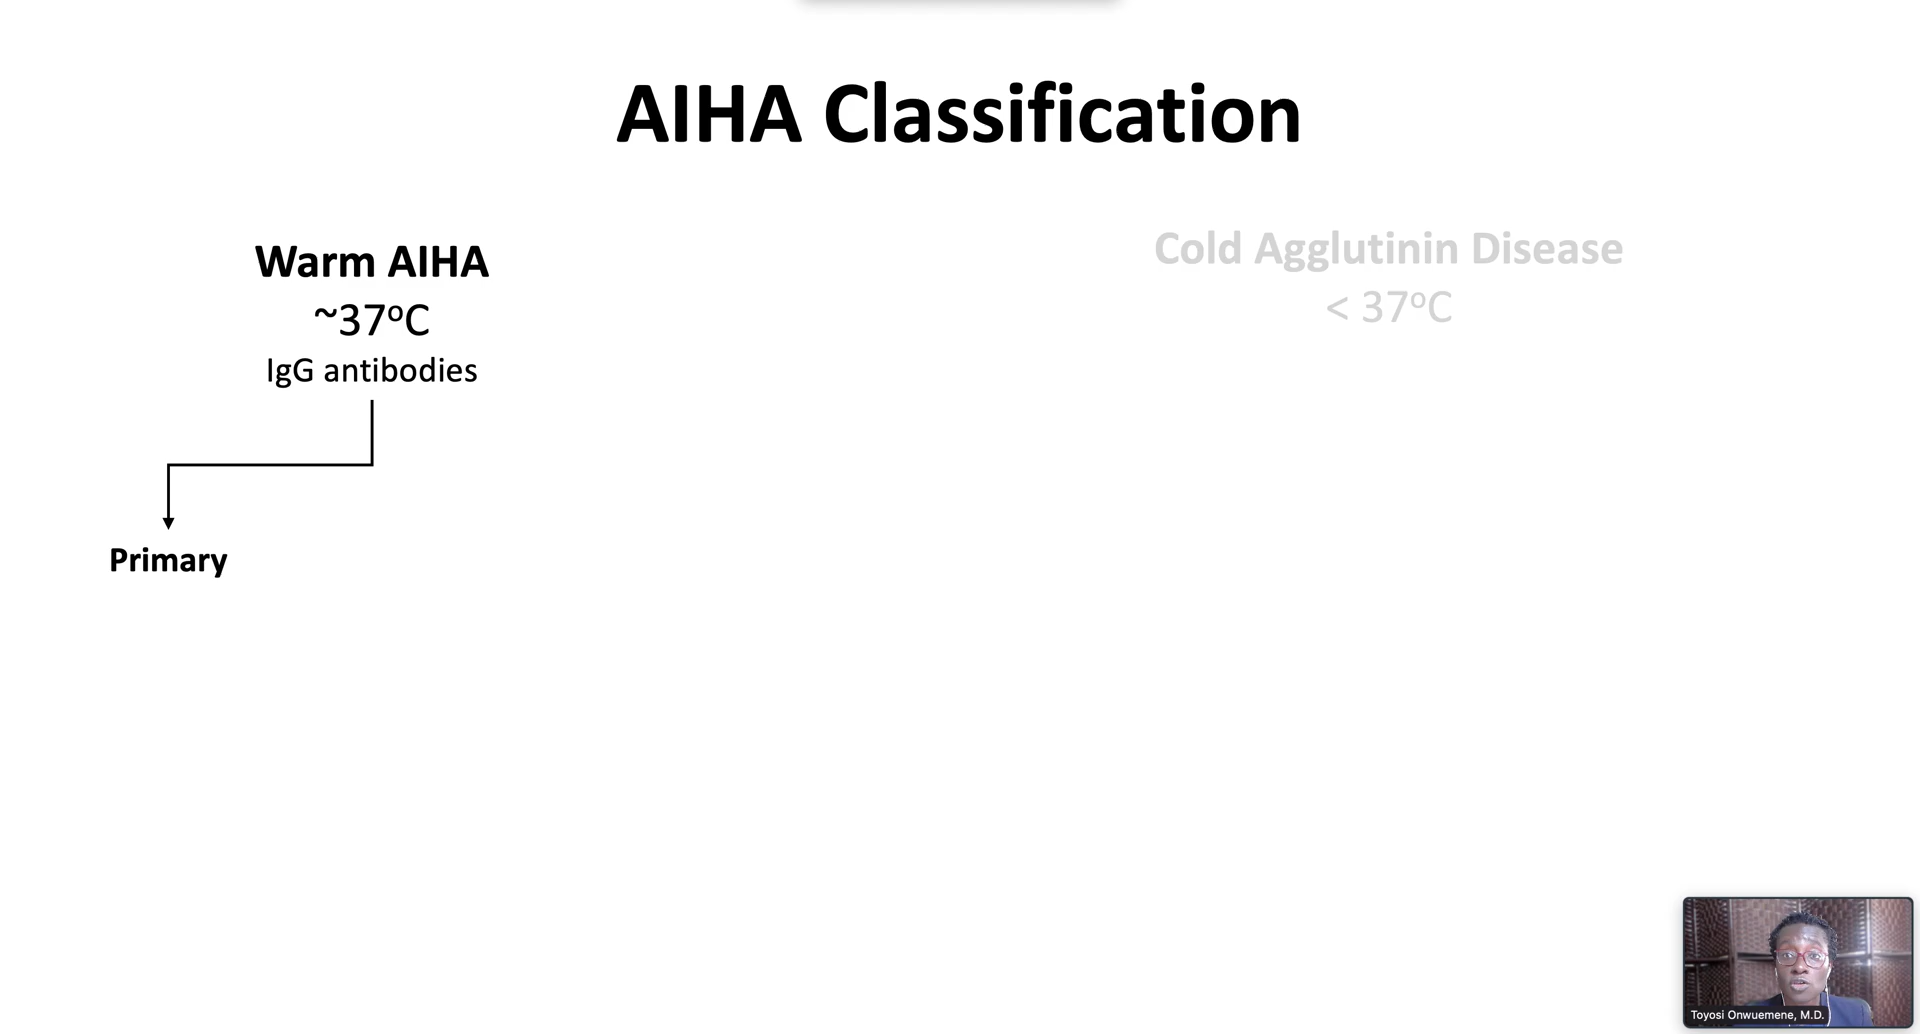 AIHA Classification
Warm AIHA
~37ºC
IgG antibodies
Primary
Cold Agglutinin Disease
< 37ºC
Toyosi Onwuemene, M.D.